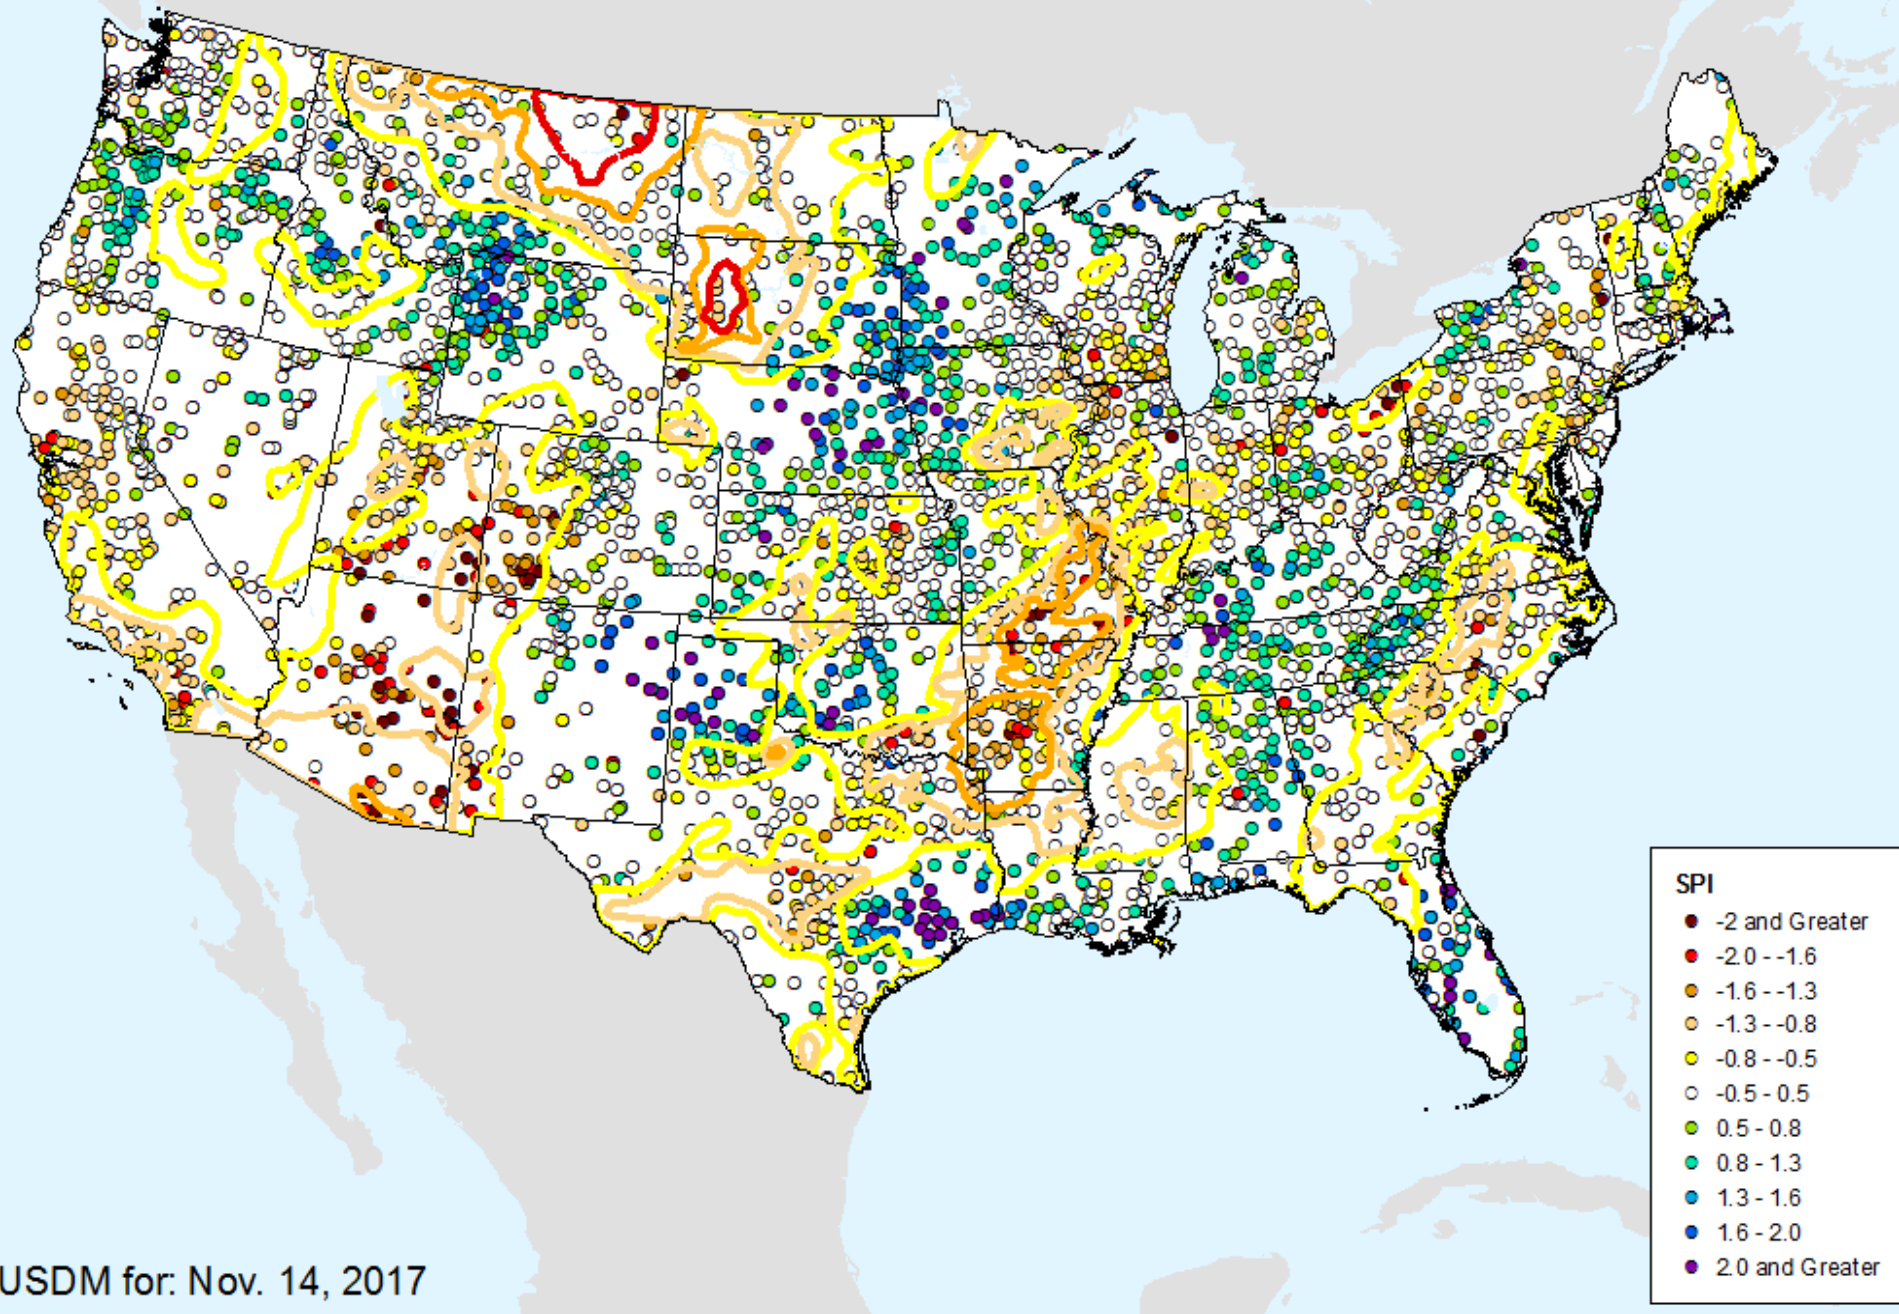 SPI
-2 and Greater
-2.0 - -1.6
-1.6 - -1.3
-1.3 - -0.8
-0.8 - -0.5
-0.5 - 0.5
0.5 - 0.8
0.8 - 1.3
1.3 - 1.6
1.6 - 2.0
2.0 and Greater
USDM for: Nov. 14, 2017